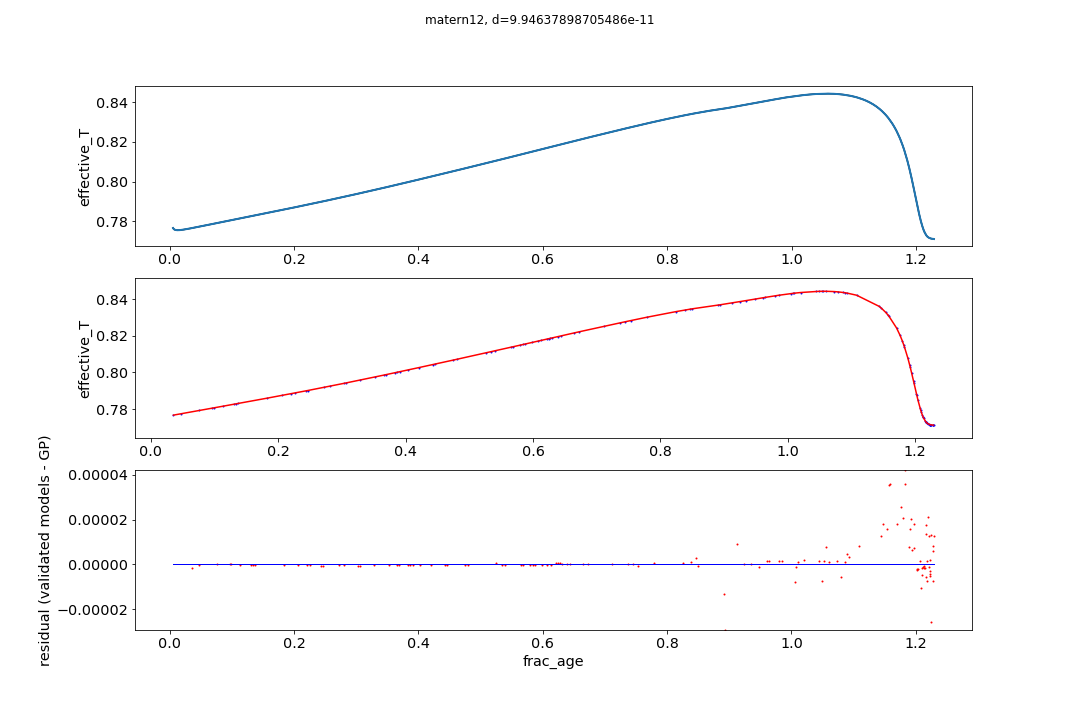 matern12, d=9.94637898705486e-11
effective_T
0.84
0.82
0.80
0.78
0.0 0.2 0.4 0.6 0.8 1.0 1.2
effective_T
0.84
0.82
0.80
0.78
0.0 0.2 0.4 0.6 0.8 1.0 1.2
residual (validated models - GP)
0.00004
0.00002
0.00000
−0.00002
0.0 0.2 0.4 0.6 0.8 1.0 1.2
frac_age